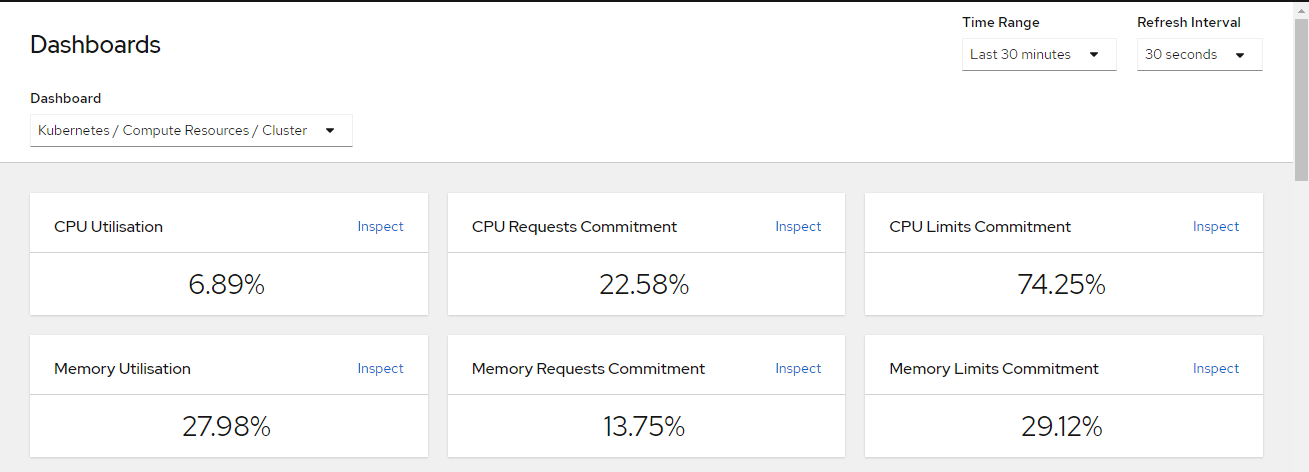 Dashboards
Time Range
Refresh Interval
Last 30 minutes
30 seconds
Dashboard
Kubernetes / Compute Resources / Cluster
CPU Utilisation
Inspect
6.89%
CPU Requests Commitment
Inspect
22.58%
CPU Limits Commitment
Inspect
74.25%
Memory Utilisation
Inspect
27.98%
Memory Requests Commitment
Inspect
13.75%
Memory Limits Commitment
Inspect
29.12%